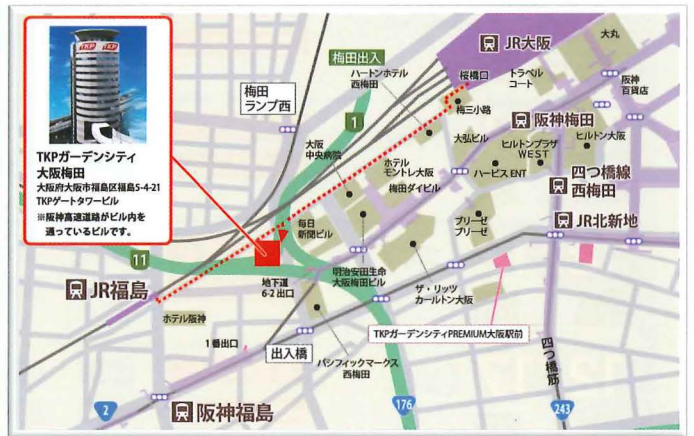 TKP TKP
TKPガーデンシティ
大阪梅田
大阪府大阪市福島区福島5-4-21
TKPゲートタワービル
※阪神高速道路がビル内を
通っているビルです。
梅田
ランプ西
梅田出入
ハートンホテル
西梅田
JR大阪
大丸
桜橋口
トラベル
コート
阪神
百貨店
梅三小路
1
阪神梅田
大阪
中央病院
大弘ビル
ヒルトンプラザ
WEST
ヒルトン大阪
ホテル
モントレ大阪
ハービス ENT
四つ橋線
西梅田
梅田ダイビル
毎日
新聞ビル
ブリーゼ
ブリーゼ
JR北新地
11
地下道
6-2 出口
明治安田生命
大阪梅田ビル
JR福島
ザ・リッツ
カールトン大阪
ホテル阪神
TKPガーデンシティPREMIUM大阪駅前
1番出口
出入橋
パシフィックマークス
西梅田
四つ橋筋
2
阪神福島
176
243